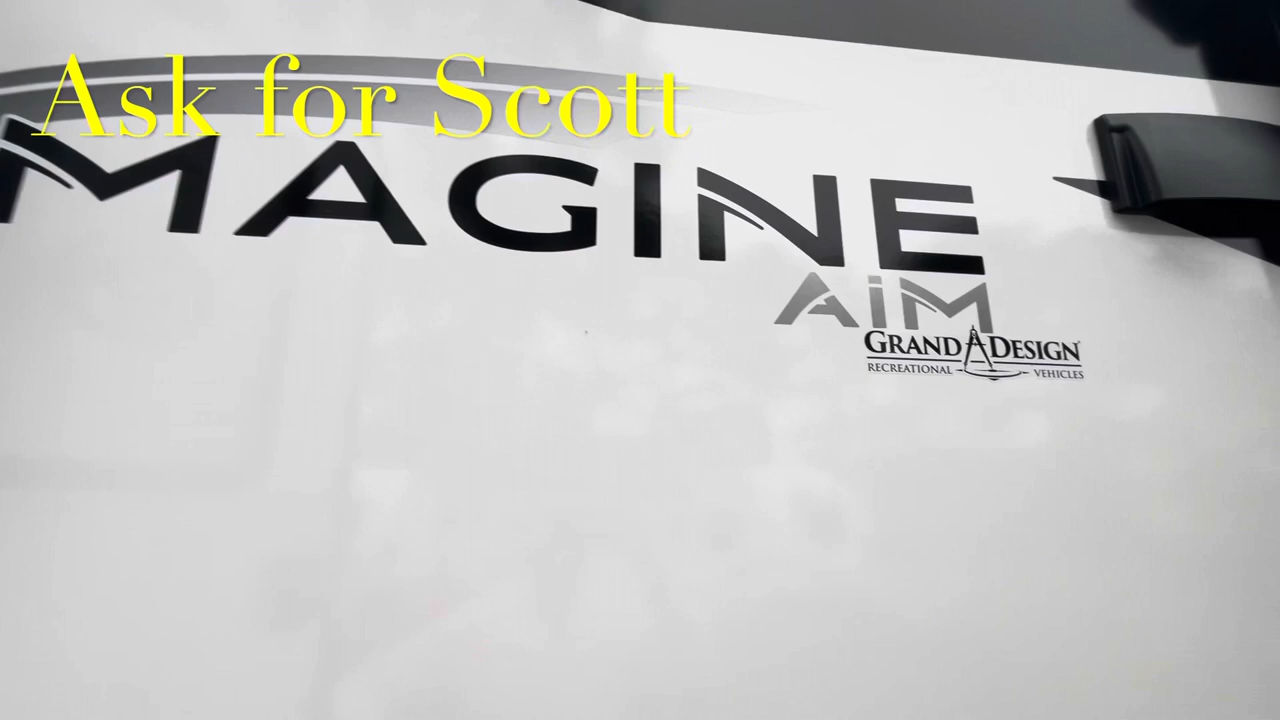 Ask for Scott
MAGINE
AiM
GRAND DESIGN
RECREATIONAL VEHICLES